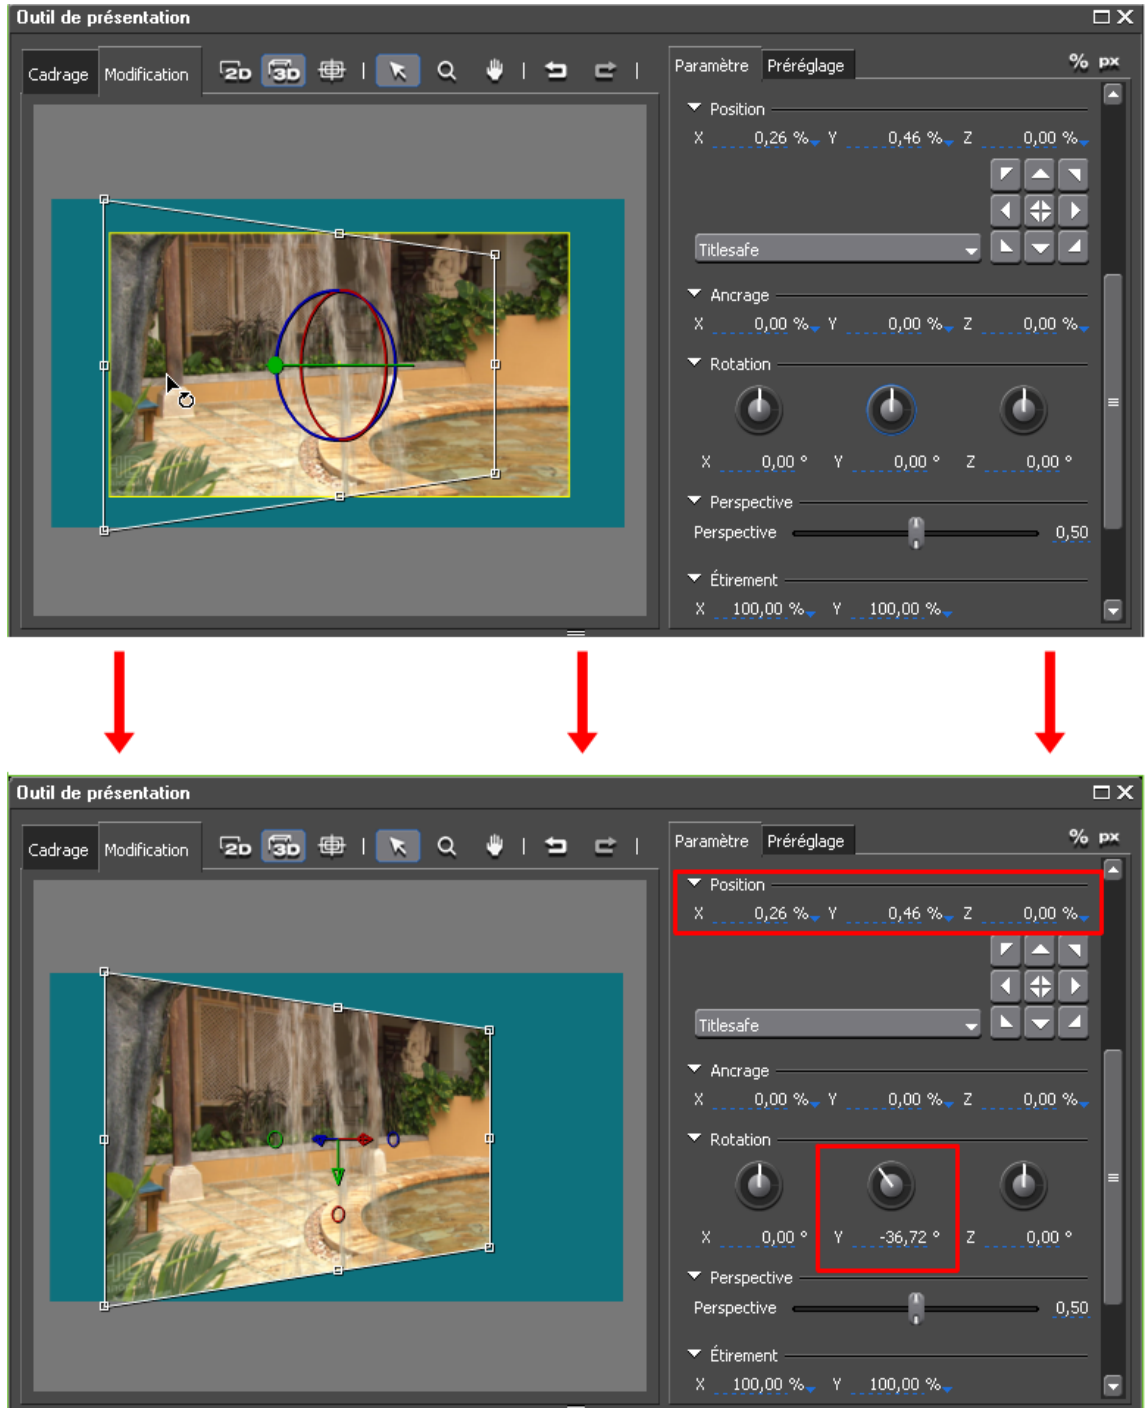 Outil de présentation
Cadrage Modification 2D 3D
Paramètre Préréglage % px
Position
X 0,26 % Y 0,46 % Z 0,00 %
Titlesafe
Ancrage
X 0,00 % Y 0,00 % Z 0,00 %
Rotation
X 0,00 ° Y 0,00 ° Z 0,00 °
Perspective
Perspective 0,50
Étirement
X 100,00 % Y 100,00 %
Outil de présentation
Cadrage Modification 2D 3D
Paramètre Préréglage % px
Position
X 0,26 % Y 0,46 % Z 0,00 %
Titlesafe
Ancrage
X 0,00 % Y 0,00 % Z 0,00 %
Rotation
X 0,00 ° Y -36,72 ° Z 0,00 °
Perspective
Perspective 0,50
Étirement
X 100,00 % Y 100,00 %